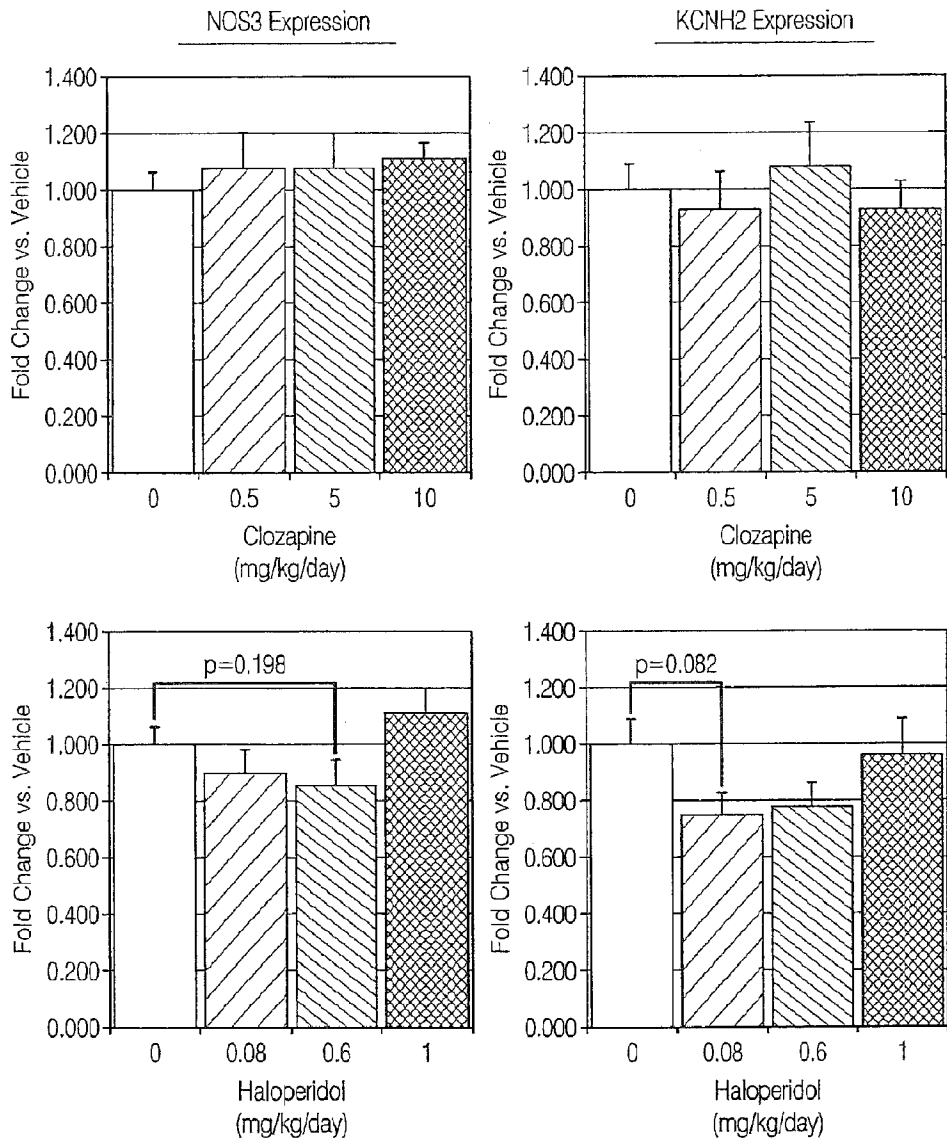 NOS3 Expression
KCNH2 Expression
Fold Change vs. Vehicle
1.400
1.200
1.000
0.800
0.600
0.400
0.200
0.000
0 0.5 5 10
Clozapine
(mg/kg/day)
Fold Change vs. Vehicle
1.400
1.200
1.000
0.800
0.600
0.400
0.200
0.000
0 0.5 5 10
Clozapine
(mg/kg/day)
Fold Change vs. Vehicle
1.400
1.200
1.000
0.800
0.600
0.400
0.200
0.000
p=0.198
0 0.08 0.6 1
Haloperidol
(mg/kg/day)
Fold Change vs. Vehicle
1.400
1.200
1.000
0.800
0.600
0.400
0.200
0.000
p=0.082
0 0.08 0.6 1
Haloperidol
(mg/kg/day)